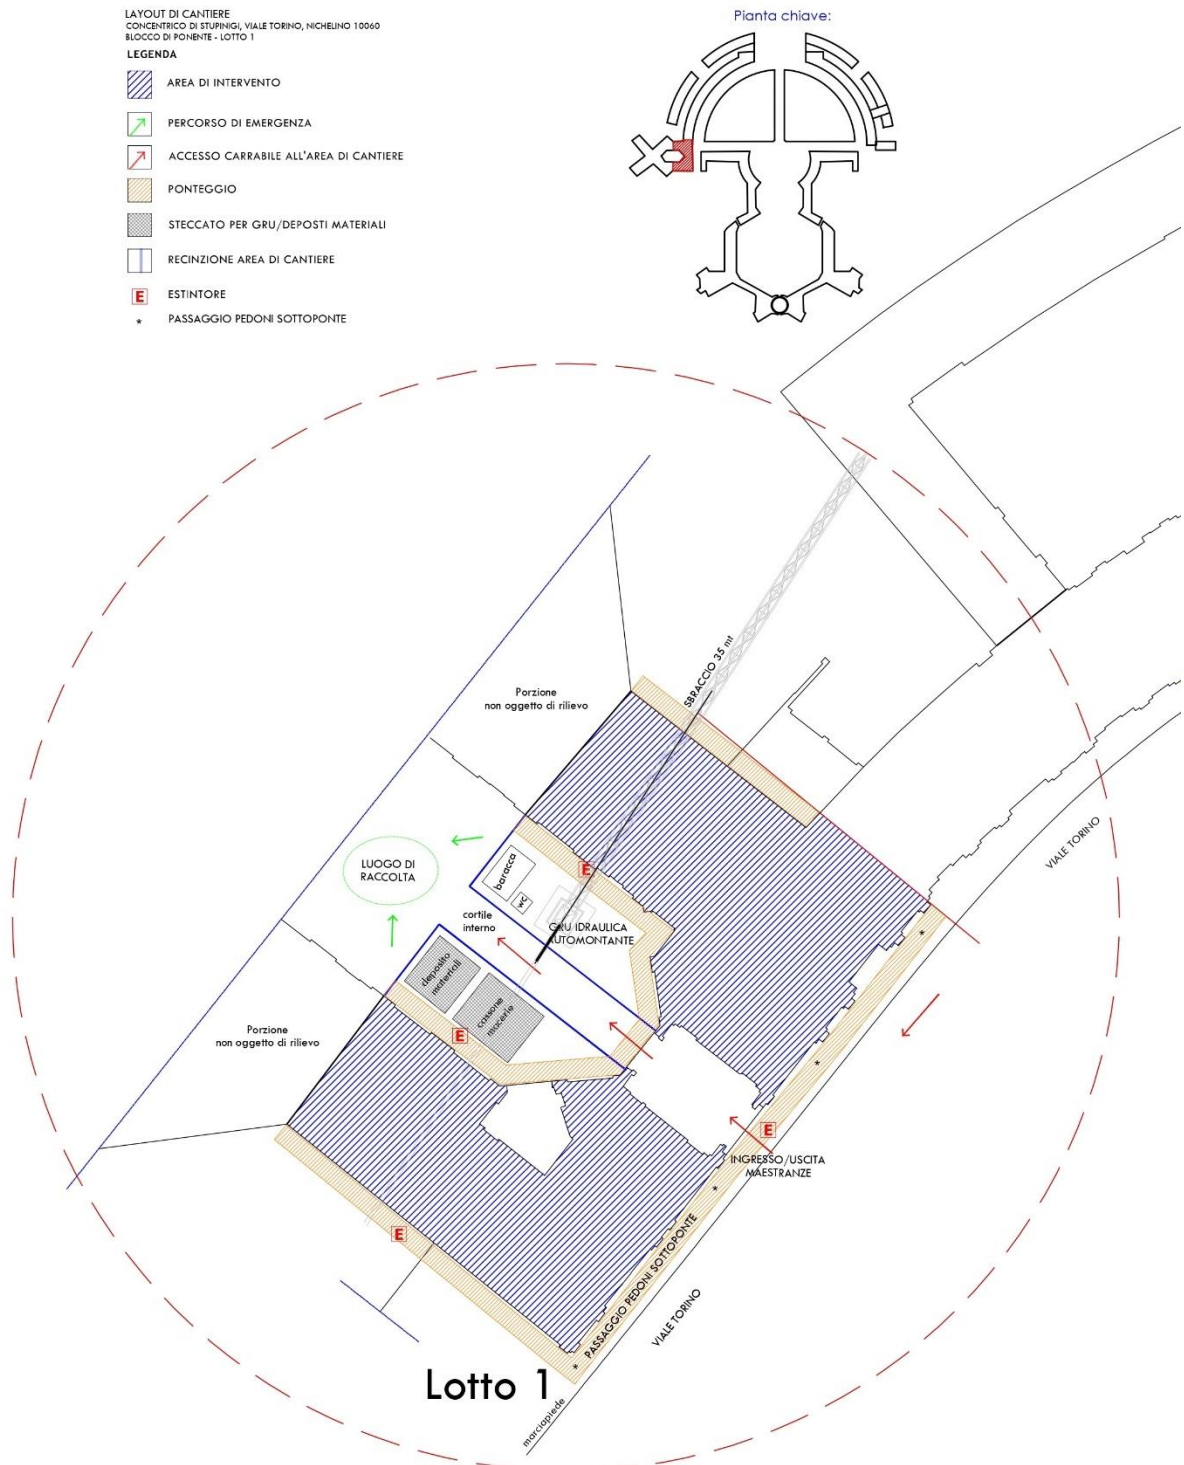 LAYOUT DI CANTIERE
CONCENTRICO DI STUPINIGI, VIALE TORINO, NICHELINO 10060
BLOCCO DI PONENTE - LOTTO 1
LEGENDA
AREA DI INTERVENTO
PERCORSO DI EMERGENZA
ACCESSO CARRABILE ALL'AREA DI CANTIERE
PONTEGGIO
STECCATO PER GRU/DEPOSTI MATERIALI
RECINZIONE AREA DI CANTIERE
E ESTINTORE
* PASSAGGIO PEDONI SOTTOPONTE
Pianta chiave:
SBRACCIO 35 mt
Porzione
non oggetto di rilievo
VIALE TORINO
LUOGO DI
RACCOLTA
baracca
wc
E
cortile
interno
GRU IDRAULICA
AUTOMONTANTE
*
deposito
materiali
cassone
macerie
E
Porzione
non oggetto di rilievo
*
E
INGRESSO/USCITA
MAESTRANZE
*
E
PASSAGGIO PEDONI SOTTOPONTE
VIALE TORINO
*
Lotto 1
marciapiede